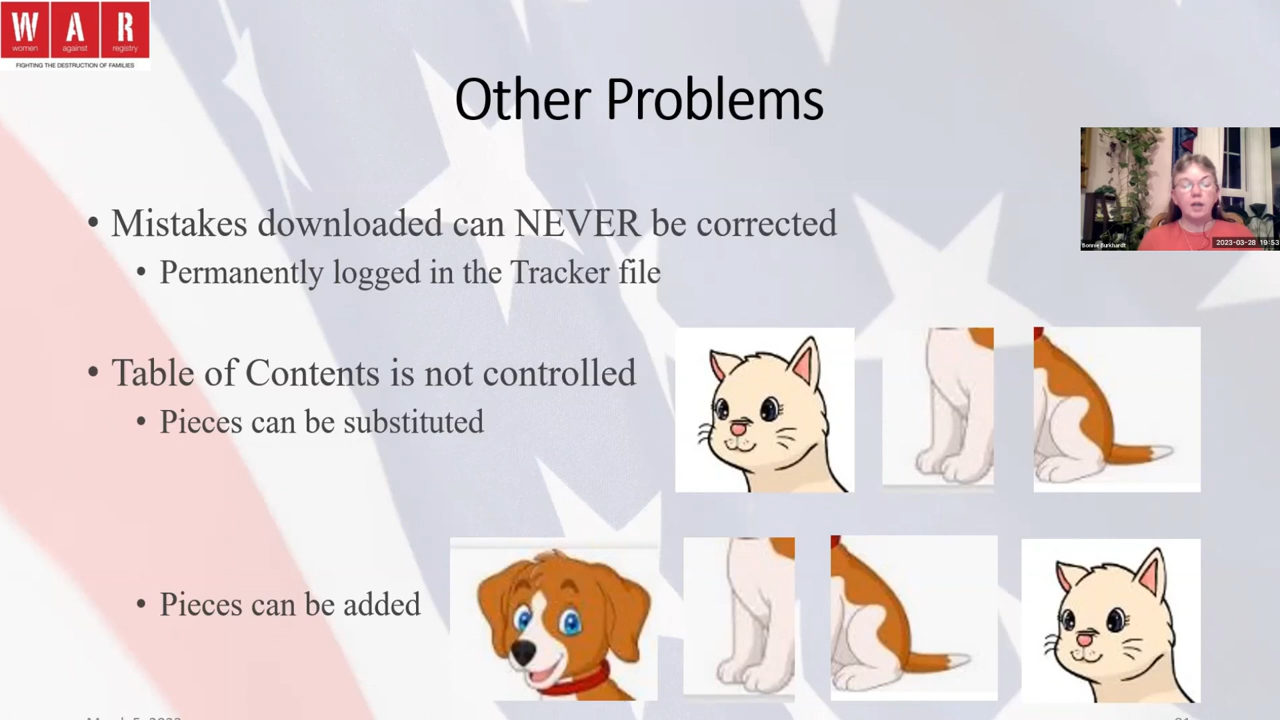 W A R
women against registry
FIGHTING THE DESTRUCTION OF FAMILIES
Other Problems
Bonnie Burkhardt
2023-03-28 19:53
• Mistakes downloaded can NEVER be corrected
• Permanently logged in the Tracker file
• Table of Contents is not controlled
• Pieces can be substituted
• Pieces can be added